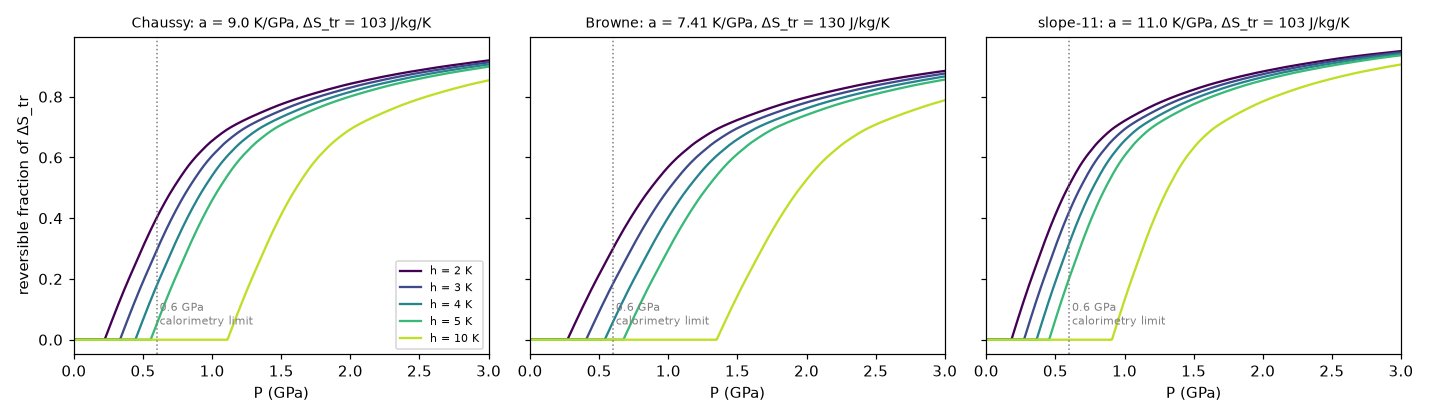 Chaussy: a = 9.0 K/GPa, ΔS_tr = 103 J/kg/K
reversible fraction of ΔS_tr
0.8
0.6
0.4
0.2
0.0
0.6 GPa
calorimetry limit
h = 2 K
h = 3 K
h = 4 K
h = 5 K
h = 10 K
0.0 0.5 1.0 1.5 2.0 2.5 3.0
P (GPa)
Browne: a = 7.41 K/GPa, ΔS_tr = 130 J/kg/K
0.6 GPa
calorimetry limit
0.0 0.5 1.0 1.5 2.0 2.5 3.0
P (GPa)
slope-11: a = 11.0 K/GPa, ΔS_tr = 103 J/kg/K
0.6 GPa
calorimetry limit
0.0 0.5 1.0 1.5 2.0 2.5 3.0
P (GPa)